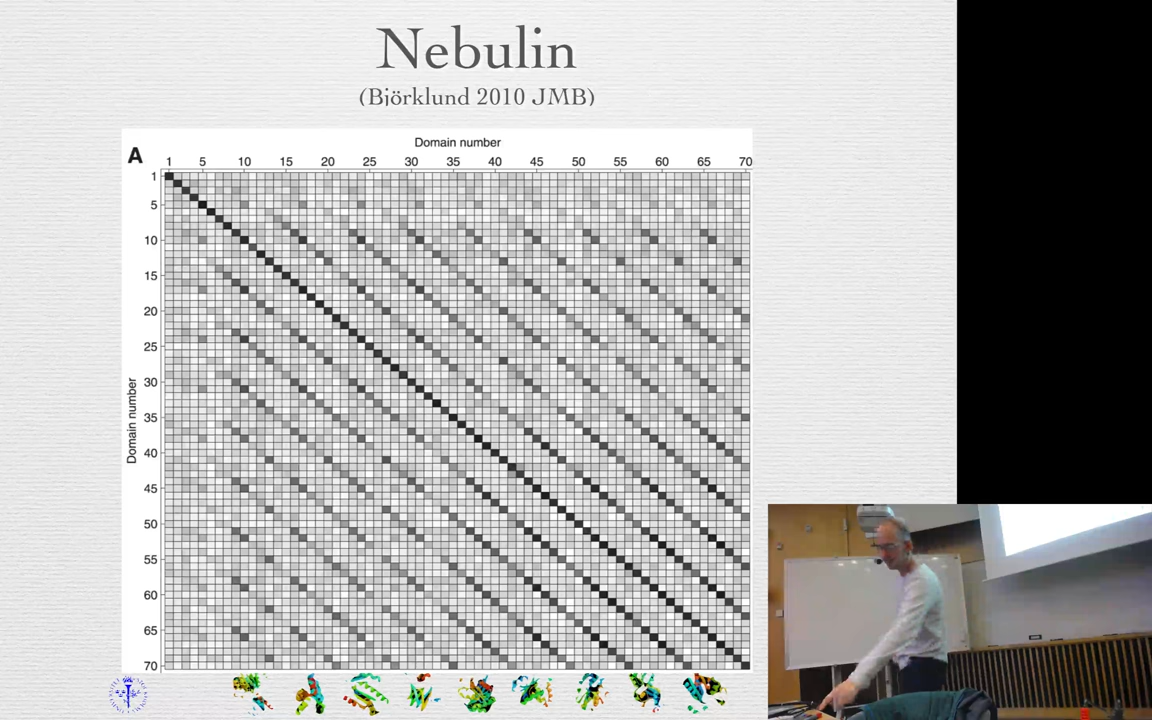 Nebulin
(Björklund 2010 JMB)
A
Domain number
1 5 10 15 20 25 30 35 40 45 50 55 60 65 70
Domain number
1
5
10
15
20
25
30
35
40
45
50
55
60
65
70